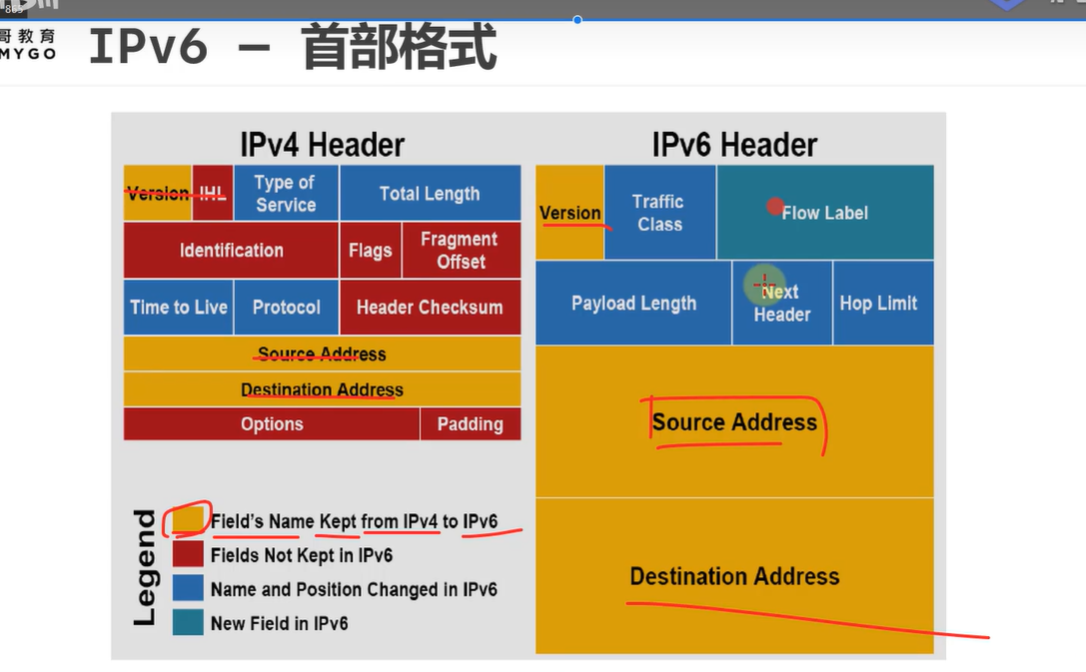 865
哥教育
MYGO
IPv6 - 首部格式
IPv4 Header
Version
IHL
Type of
Service
Total Length
Identification
Flags
Fragment
Offset
Time to Live
Protocol
Header Checksum
Source Address
Destination Address
Options
Padding
IPv6 Header
Version
Traffic
Class
Flow Label
Payload Length
Next
Header
Hop Limit
Source Address
Destination Address
Legend
Field's Name Kept from IPv4 to IPv6
Fields Not Kept in IPv6
Name and Position Changed in IPv6
New Field in IPv6